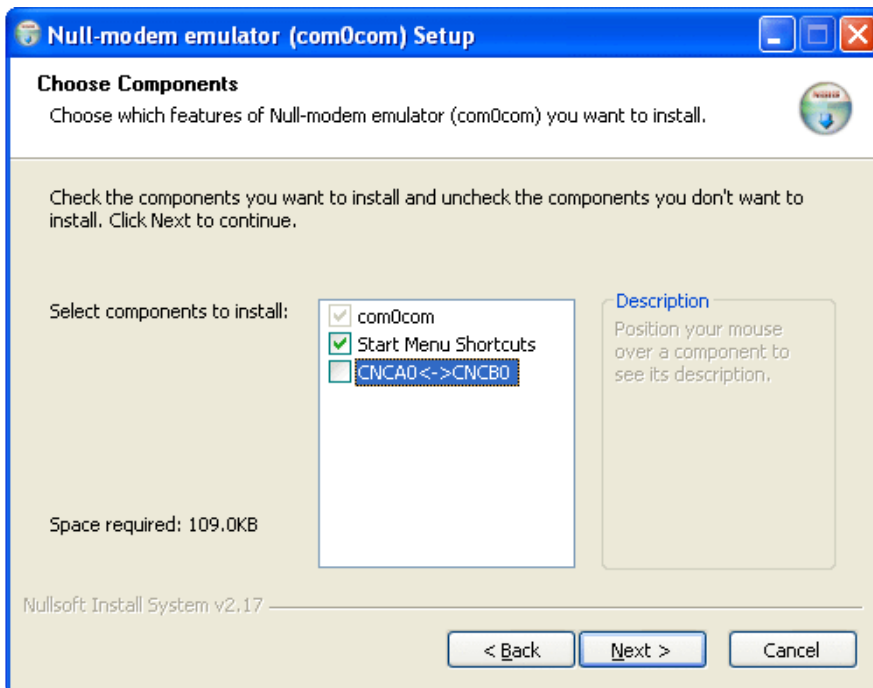 Null-modem emulator (com0com) Setup
Choose Components
Choose which features of Null-modem emulator (com0com) you want to install.
Check the components you want to install and uncheck the components you don't want to
install. Click Next to continue.
Select components to install:
com0com
Start Menu Shortcuts
CNCA0<->CNCB0
Description
Position your mouse
over a component to
see its description.
Space required: 109.0KB
Nullsoft Install System v2.17
< Back
Next >
Cancel